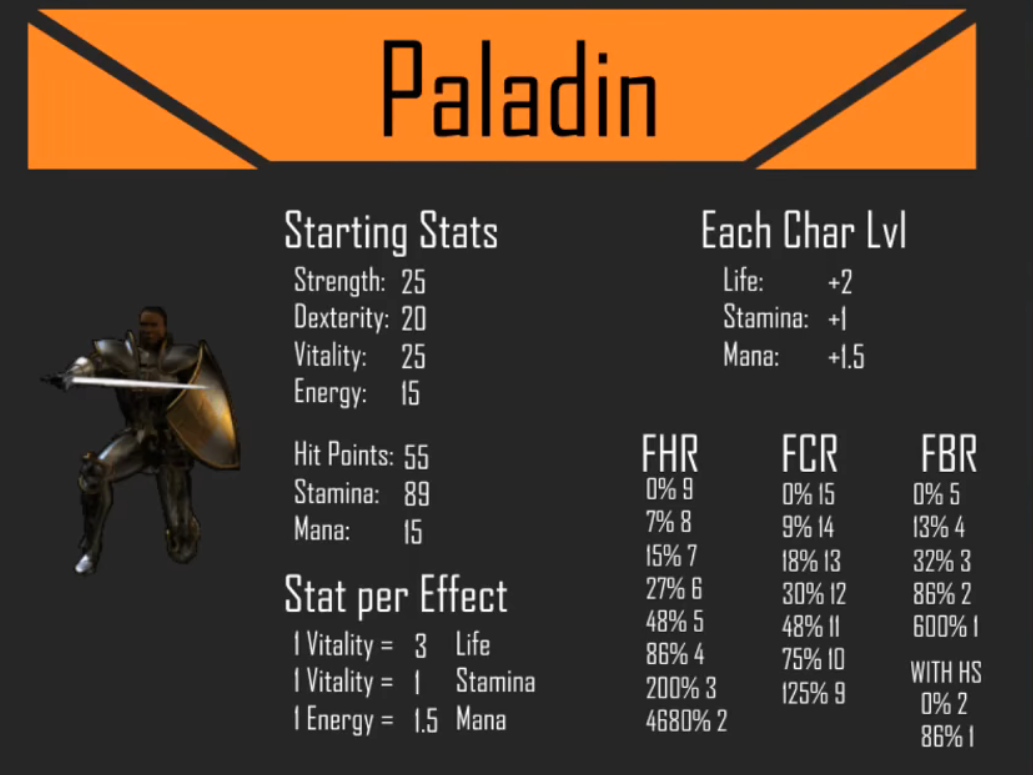 Paladin
Starting Stats
Strength: 25
Dexterity: 20
Vitality: 25
Energy: 15
Hit Points: 55
Stamina: 89
Mana: 15
Stat per Effect
1 Vitality = 3 Life
1 Vitality = 1 Stamina
1 Energy = 1.5 Mana
Each Char Lvl
Life: +2
Stamina: +1
Mana: +1.5
FHR
0% 9
7% 8
15% 7
27% 6
48% 5
86% 4
200% 3
4680% 2
FCR
0% 15
9% 14
18% 13
30% 12
48% 11
75% 10
125% 9
FBR
0% 5
13% 4
32% 3
86% 2
600% 1
WITH HS
0% 2
86% 1